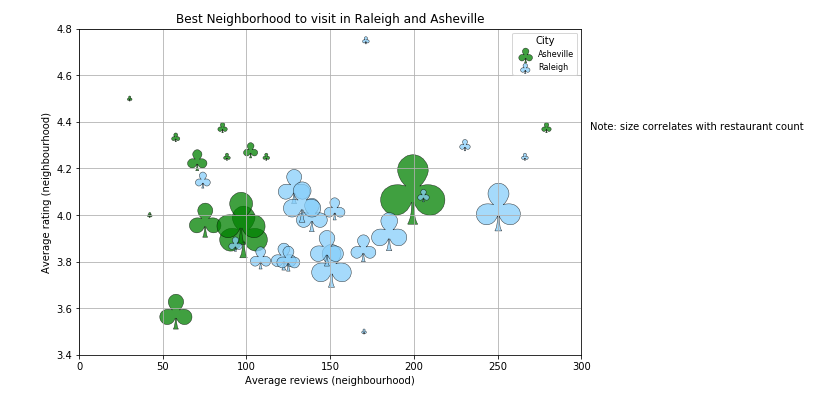 Best Neighborhood to visit in Raleigh and Asheville
4.8
4.6
4.4
4.2
4.0
3.8
3.6
3.4
Average rating (neighbourhood)
City
Asheville
Raleigh
Note: size correlates with restaurant count
0
50
100
150
200
250
300
Average reviews (neighbourhood)